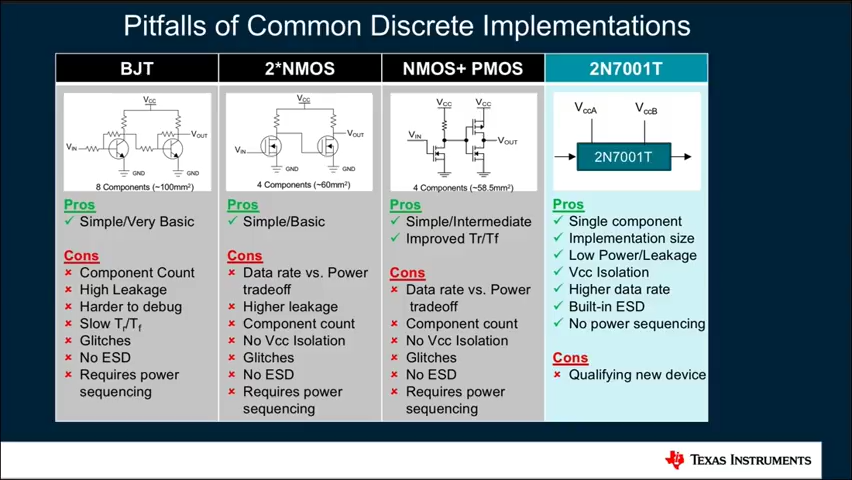 Pitfalls of Common Discrete Implementations
BJT
VCC
VIN
VOUT
GND
GND
8 Components (~100mm²)
Pros
✓ Simple/Very Basic
Cons
× Component Count
× High Leakage
× Harder to debug
× Slow Tr/Tf
× Glitches
× No ESD
× Requires power
sequencing
2*NMOS
VCC
VIN
VOUT
GND
GND
4 Components (~60mm²)
Pros
✓ Simple/Basic
Cons
× Data rate vs. Power
tradeoff
× Higher leakage
× Component count
× No Vcc Isolation
× Glitches
× No ESD
× Requires power
sequencing
NMOS+ PMOS
VCC
VCC
VIN
VOUT
4 Components (~58.5mm²)
Pros
✓ Simple/Intermediate
✓ Improved Tr/Tf
Cons
× Data rate vs. Power
tradeoff
× Component count
× No Vcc Isolation
× Glitches
× No ESD
× Requires power
sequencing
2N7001T
VccA
VccB
2N7001T
Pros
✓ Single component
✓ Implementation size
✓ Low Power/Leakage
✓ Vcc Isolation
✓ Higher data rate
✓ Built-in ESD
✓ No power sequencing
Cons
× Qualifying new device
TEXAS INSTRUMENTS